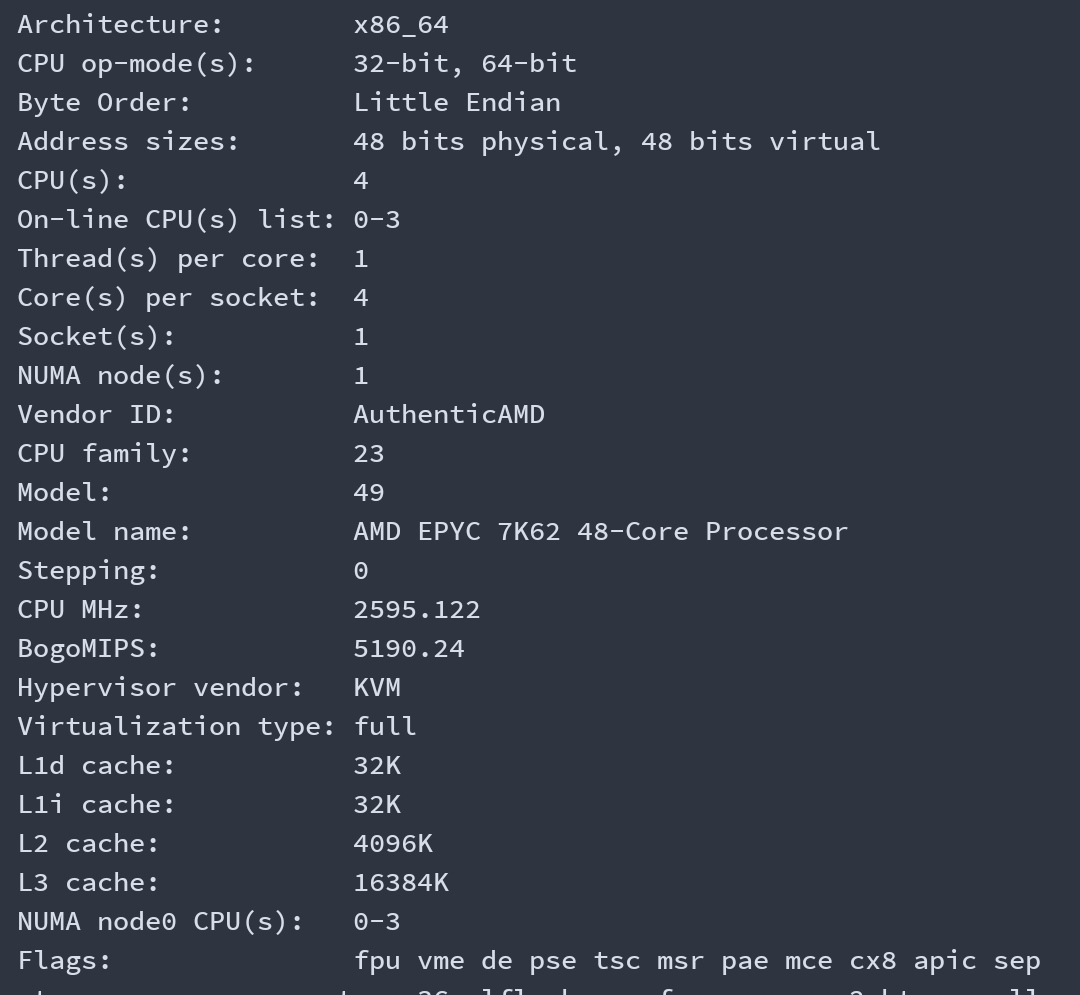 Architecture: x86_64
CPU op-mode(s): 32-bit, 64-bit
Byte Order: Little Endian
Address sizes: 48 bits physical, 48 bits virtual
CPU(s): 4
On-line CPU(s) list: 0-3
Thread(s) per core: 1
Core(s) per socket: 4
Socket(s): 1
NUMA node(s): 1
Vendor ID: AuthenticAMD
CPU family: 23
Model: 49
Model name: AMD EPYC 7K62 48-Core Processor
Stepping: 0
CPU MHz: 2595.122
BogoMIPS: 5190.24
Hypervisor vendor: KVM
Virtualization type: full
L1d cache: 32K
L1i cache: 32K
L2 cache: 4096K
L3 cache: 16384K
NUMA node0 CPU(s): 0-3
Flags: fpu vme de pse tsc msr pae mce cx8 apic sep